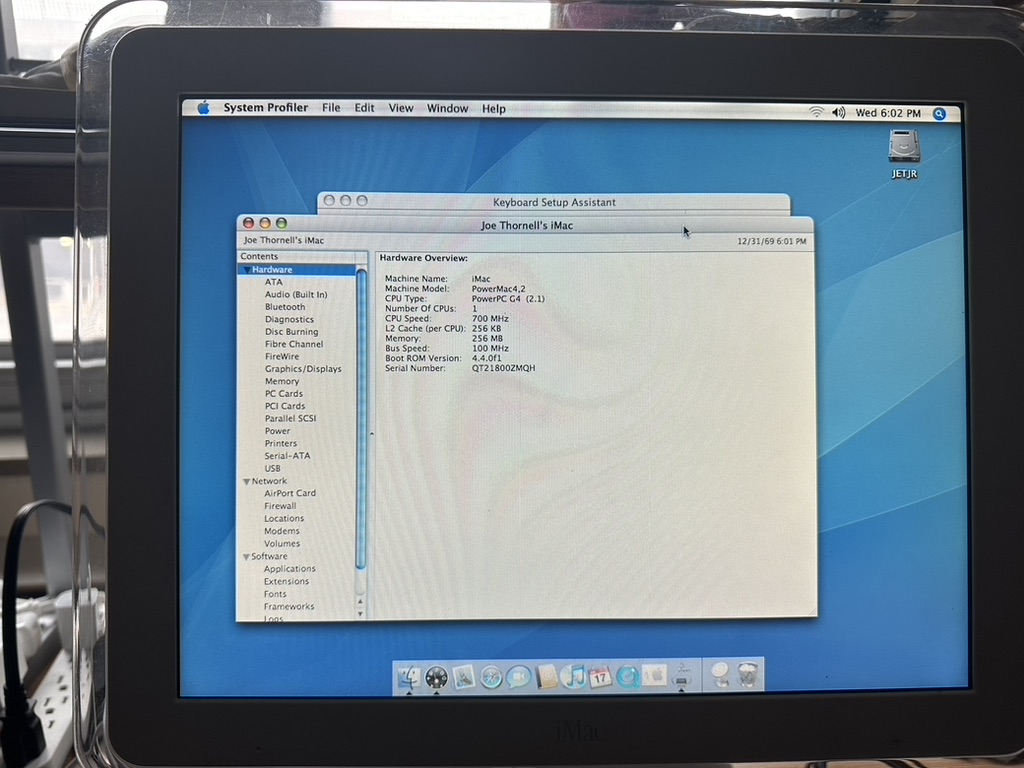 System Profiler File Edit View Window Help Wed 6:02 PM
JETJR
Keyboard Setup Assistant
Joe Thornell's iMac
Joe Thornell's iMac 12/31/69 6:01 PM
Contents
Hardware
ATA
Audio (Built In)
Bluetooth
Diagnostics
Disc Burning
Fibre Channel
FireWire
Graphics/Displays
Memory
PC Cards
PCI Cards
Parallel SCSI
Power
Printers
Serial-ATA
USB
Network
AirPort Card
Firewall
Locations
Modems
Volumes
Software
Applications
Extensions
Fonts
Frameworks
Logs
Hardware Overview:
Machine Name: iMac
Machine Model: PowerMac4,2
CPU Type: PowerPC G4 (2.1)
Number Of CPUs: 1
CPU Speed: 700 MHz
L2 Cache (per CPU): 256 KB
Memory: 256 MB
Bus Speed: 100 MHz
Boot ROM Version: 4.4.0f1
Serial Number: QT21800ZMQH
17
iMac